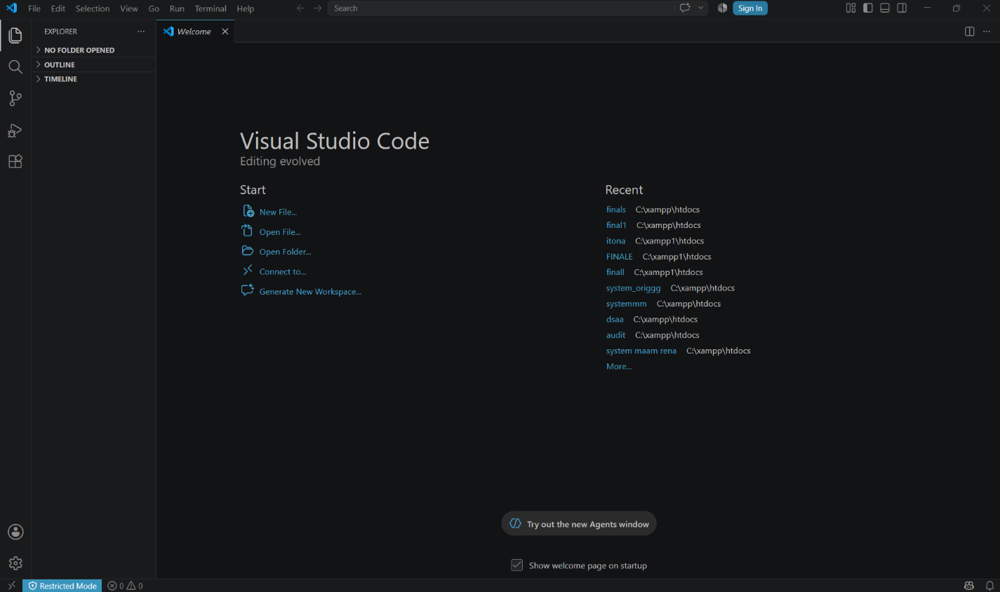 File Edit Selection View Go Run Terminal Help Search Sign In
EXPLORER
NO FOLDER OPENED
OUTLINE
TIMELINE
Welcome
Visual Studio Code
Editing evolved
Start
New File...
Open File...
Open Folder...
Connect to...
Generate New Workspace...
Recent
finals C:\xampp\htdocs
final1 C:\xampp\htdocs
itona C:\xampp1\htdocs
FINALE C:\xampp1\htdocs
finall C:\xampp1\htdocs
system_origgg C:\xampp\htdocs
systemmm C:\xampp\htdocs
dsaa C:\xampp\htdocs
audit C:\xampp\htdocs
system maam rena C:\xampp\htdocs
More...
Try out the new Agents window
Show welcome page on startup
Restricted Mode 0 0